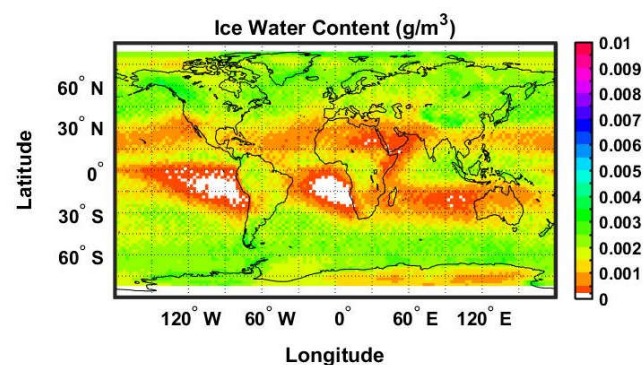 Ice Water Content (g/m³)
0.01
0.009
0.008
0.007
0.006
0.005
0.004
0.003
0.002
0.001
0
60° N
30° N
0°
30° S
60° S
Latitude
120° W 60° W 0° 60° E 120° E
Longitude